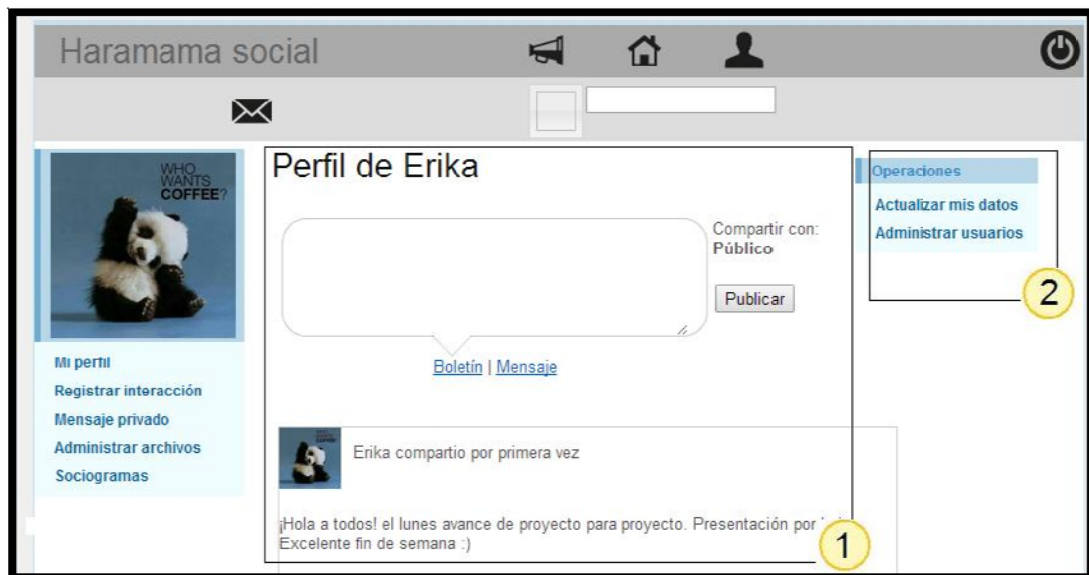 Haramama social
WHO
WANTS
COFFEE?
Mi perfil
Registrar interacción
Mensaje privado
Administrar archivos
Sociogramas
Perfil de Erika
Compartir con:
Público
Publicar
Boletín | Mensaje
Erika compartio por primera vez
¡Hola a todos! el lunes avance de proyecto para proyecto. Presentación por
Excelente fin de semana :)
1
Operaciones
Actualizar mis datos
Administrar usuarios
2